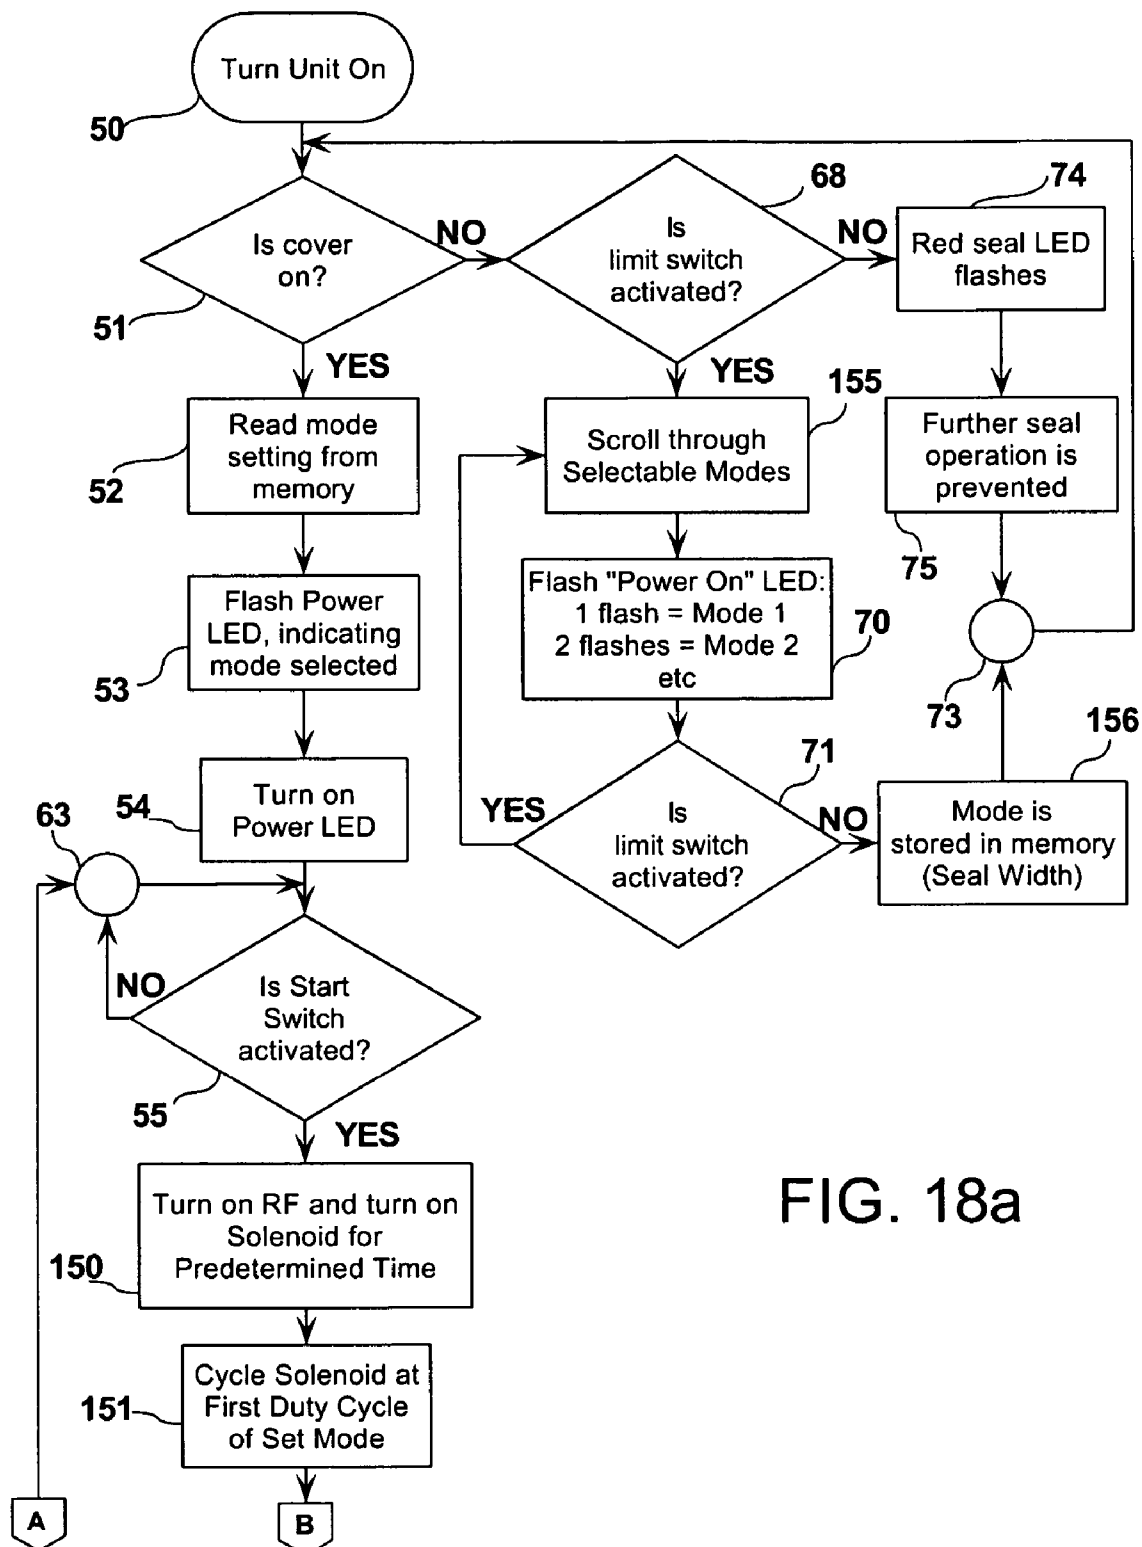 Turn Unit On
50
Is cover
on?
51
NO
YES
Is
limit switch
activated?
68
NO
YES
74
Red seal LED
flashes
Read mode
setting from
memory
52
Scroll through
Selectable Modes
155
Further seal
operation is
prevented
75
Flash Power
LED, indicating
mode selected
53
Flash "Power On" LED:
1 flash = Mode 1
2 flashes = Mode 2
etc
70
73
156
Turn on
Power LED
54
63
71
YES
Is
limit switch
activated?
NO
Mode is
stored in memory
(Seal Width)
NO
Is Start
Switch
activated?
55
YES
Turn on RF and turn on
Solenoid for
Predetermined Time
150
FIG. 18a
Cycle Solenoid at
First Duty Cycle
of Set Mode
151
A
B